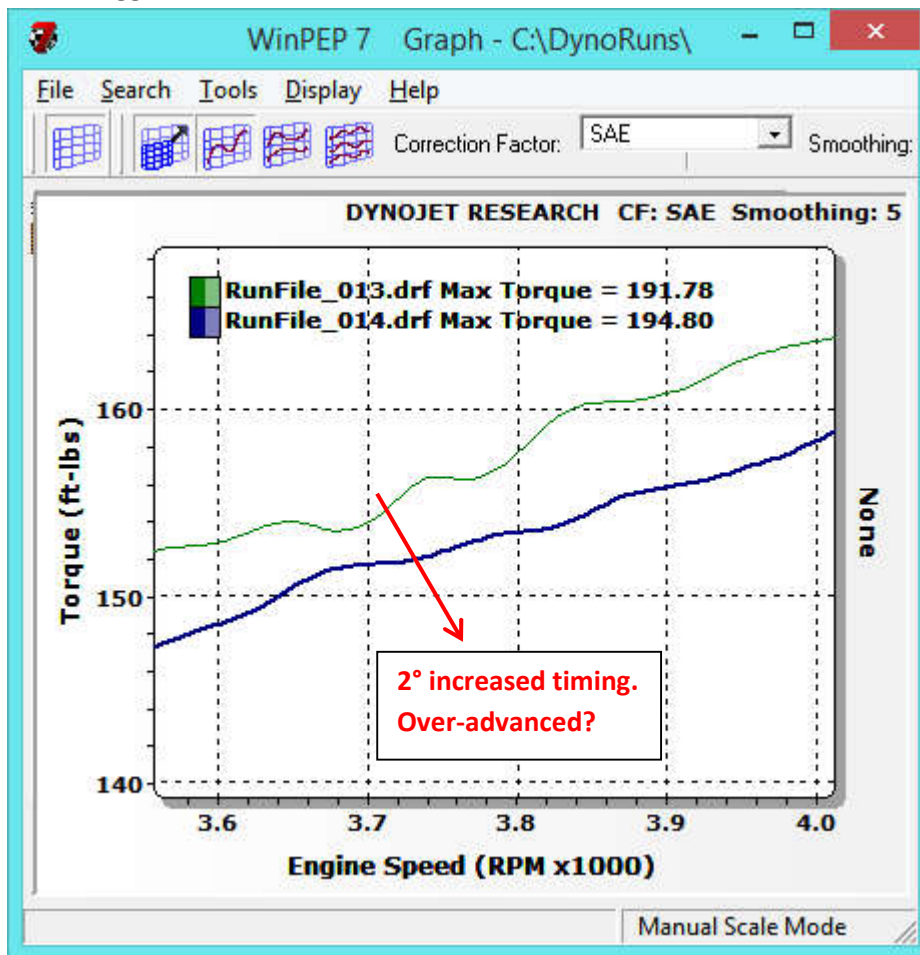 WinPEP 7 Graph - C:\DynoRuns\
File Search Tools Display Help
Correction Factor: SAE Smoothing:
DYNOJET RESEARCH CF: SAE Smoothing: 5
RunFile_013.drf Max Torque = 191.78
RunFile_014.drf Max Torque = 194.80
160
150
140
Torque (ft-lbs)
None
2° increased timing.
Over-advanced?
3.6 3.7 3.8 3.9 4.0
Engine Speed (RPM x1000)
Manual Scale Mode